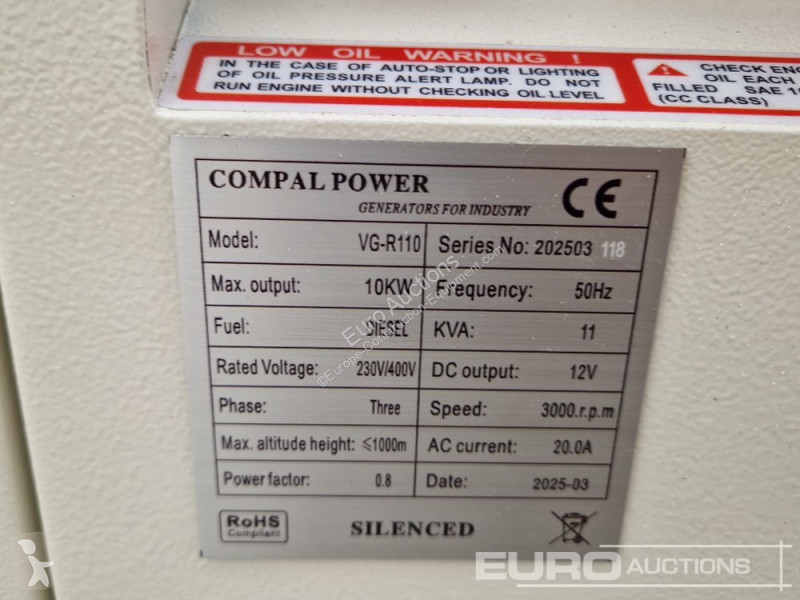 LOW OIL WARNING !
IN THE CASE OF AUTO-STOP OR LIGHTING
OF OIL PRESSURE ALERT LAMP. DO NOT
RUN ENGINE WITHOUT CHECKING OIL LEVEL
CHECK
OIL EACH
FILLED SAE
(CC CLASS)
COMPAL POWER
GENERATORS FOR INDUSTRY
CE
Model: VG-R110 Series No: 202503 118
Max. output: 10KW Frequency: 50Hz
Fuel: DIESEL KVA: 11
Rated Voltage: 230V/400V DC output: 12V
Phase: Three Speed: 3000.r.p.m
Max. altitude height: ≤1000m AC current: 20.0A
Power factor: 0.8 Date: 2025-03
RoHS
Compliant
SILENCED
Euro Auctions
©Europe-Construction-Equipment.com
EURO AUCTIONS